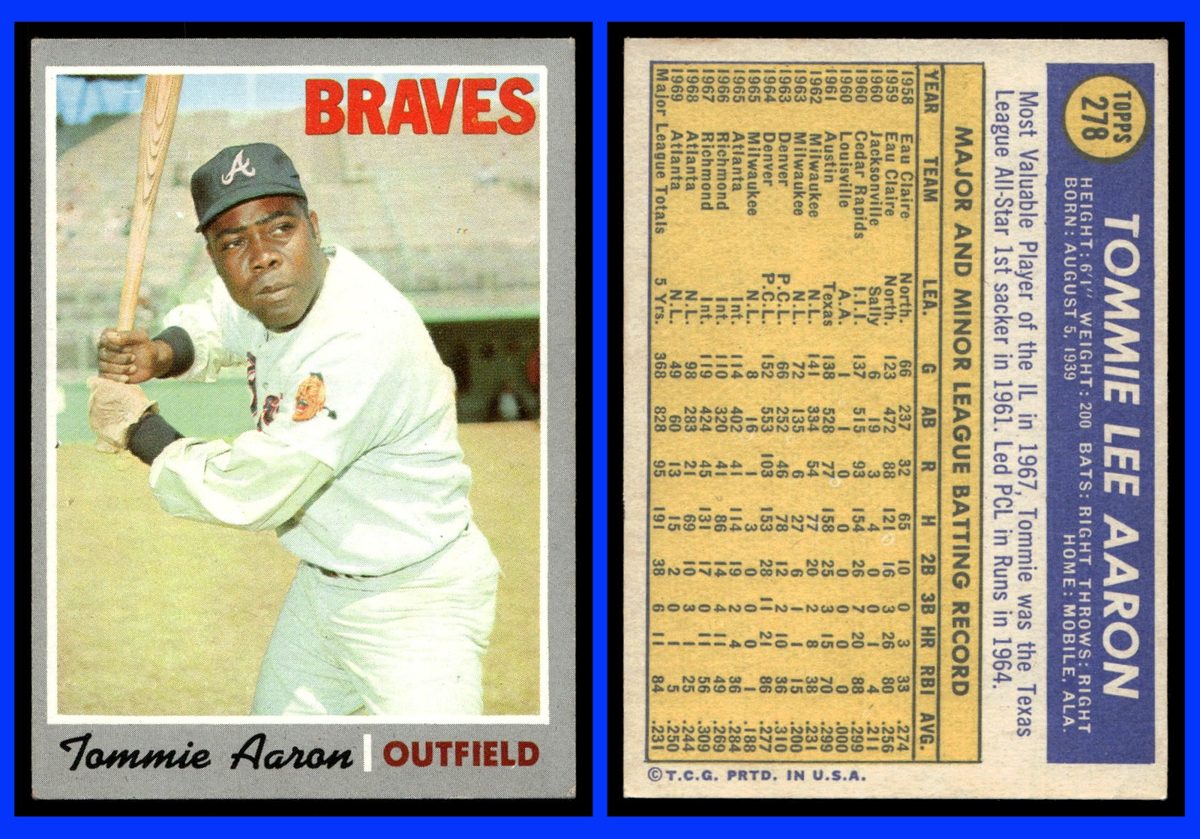 BRAVES
A
Tommie Aaron | OUTFIELD
TOPPS
278
TOMMIE LEE AARON
HEIGHT: 6'1" WEIGHT: 200 BATS: RIGHT THROWS: RIGHT
BORN: AUGUST 5, 1939 HOME: MOBILE, ALA.
Most Valuable Player of the IL in 1967, Tommie was the Texas
League All-Star 1st sacker in 1961. Led PCL in Runs in 1964.
MAJOR AND MINOR LEAGUE BATTING RECORD
YEAR TEAM LEA. G AB R H 2B 3B HR RBI AVG.
1958 Eau Claire North. 66 237 32 65 10 0 3 33 .274
1959 Eau Claire North. 123 472 88 121 16 3 26 80 .256
1960 Jacksonville Sally 6 19 3 4 0 0 1 4 .211
1960 Cedar Rapids I.I.I. 137 515 93 154 26 7 20 88 .299
1960 Louisville A.A. 1 1 0 0 0 0 0 0 .000
1961 Austin Texas 138 528 77 158 25 3 15 70 .299
1962 Milwaukee N.L. 141 334 54 77 20 2 8 38 .231
1963 Milwaukee N.L. 72 135 6 27 6 1 1 15 .200
1963 Denver P.C.L. 66 252 46 78 12 2 10 36 .310
1964 Denver P.C.L. 152 553 103 153 28 11 21 86 .277
1965 Milwaukee N.L. 8 16 1 3 0 0 0 1 .188
1965 Atlanta Int. 114 402 41 114 19 2 4 36 .284
1966 Richmond Int. 110 320 41 86 14 4 11 49 .269
1967 Richmond Int. 119 424 45 131 17 0 11 56 .309
1968 Atlanta N.L. 98 283 21 69 10 3 1 25 .244
1969 Atlanta N.L. 49 60 13 15 2 0 1 5 .250
Major League Totals 5 Yrs. 368 828 95 191 38 6 11 84 .231
©T.C.G. PRTD. IN U.S.A.